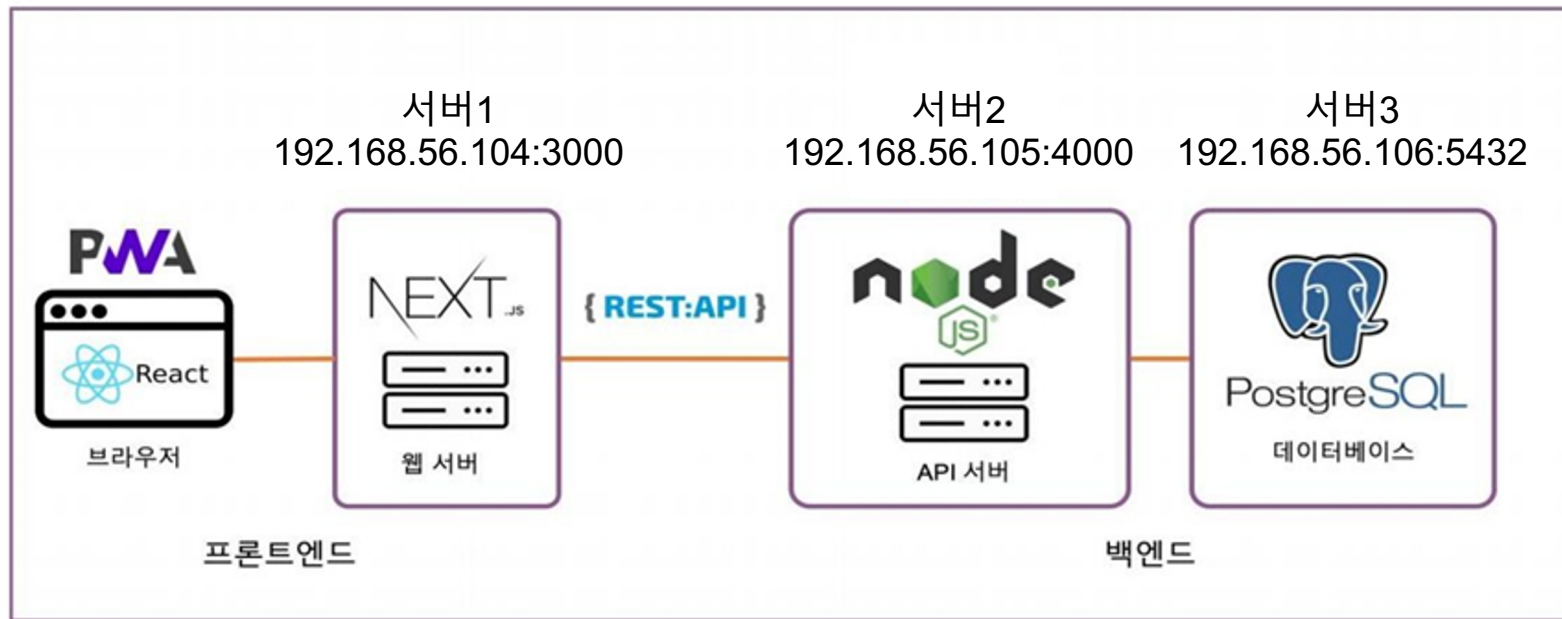 서버1
192.168.56.104:3000
서버2
192.168.56.105:4000
서버3
192.168.56.106:5432
PWA
React
브라우저
NEXT.JS
웹 서버
{ REST:API }
node
JS
API 서버
PostgreSQL
데이터베이스
프론트엔드
백엔드